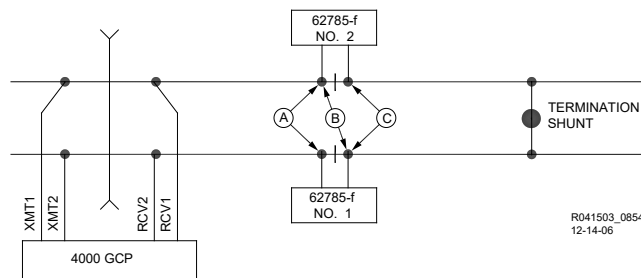 62785-f
NO. 2
A
B
C
TERMINATION
SHUNT
62785-f
NO. 1
XMT1
XMT2
RCV2
RCV1
4000 GCP
R041503_0854
12-14-06